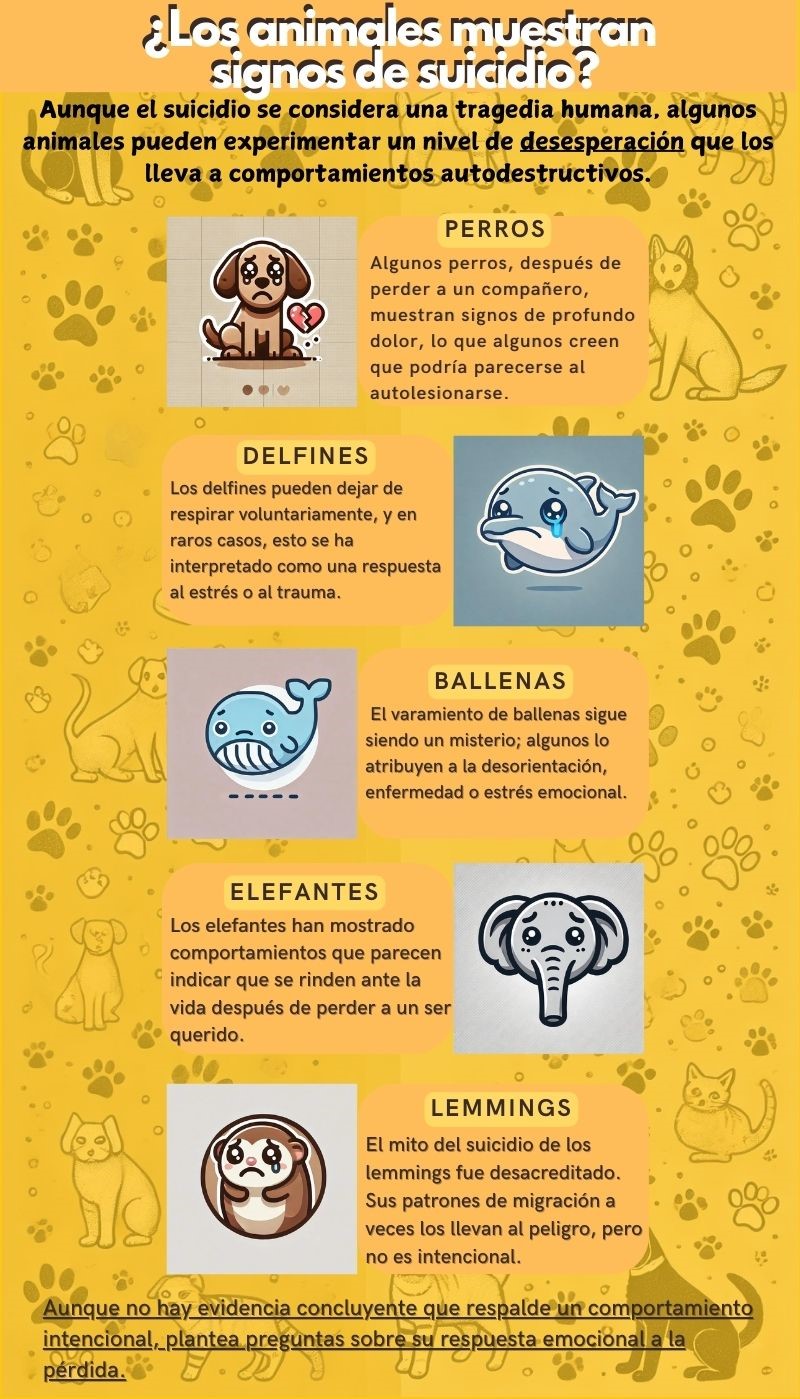 ¿Los animales muestran
signos de suicidio?
Aunque el suicidio se considera una tragedia humana, algunos
animales pueden experimentar un nivel de desesperación que los
lleva a comportamientos autodestructivos.
PERROS
Algunos perros, después de
perder a un compañero,
muestran signos de profundo
dolor, lo que algunos creen
que podría parecerse al
autolesionarse.
DELFINES
Los delfines pueden dejar de
respirar voluntariamente, y en
raros casos, esto se ha
interpretado como una respuesta
al estrés o al trauma.
BALLENAS
El varamiento de ballenas sigue
siendo un misterio; algunos lo
atribuyen a la desorientación,
enfermedad o estrés emocional.
ELEFANTES
Los elefantes han mostrado
comportamientos que parecen
indicar que se rinden ante la
vida después de perder a un ser
querido.
LEMMINGS
El mito del suicidio de los
lemmings fue desacreditado.
Sus patrones de migración a
veces los llevan al peligro, pero
no es intencional.
Aunque no hay evidencia concluyente que respalde un comportamiento
intencional, plantea preguntas sobre su respuesta emocional a la
pérdida.